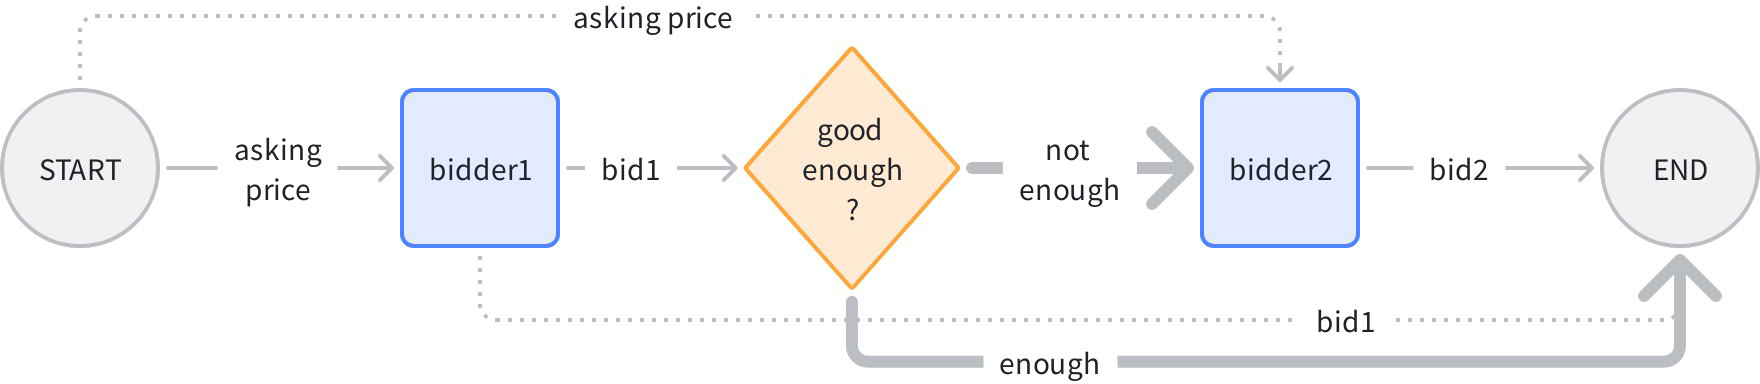 asking price
START
asking
price
bidder1
bid1
good
enough
?
not
enough
bidder2
bid2
END
bid1
enough